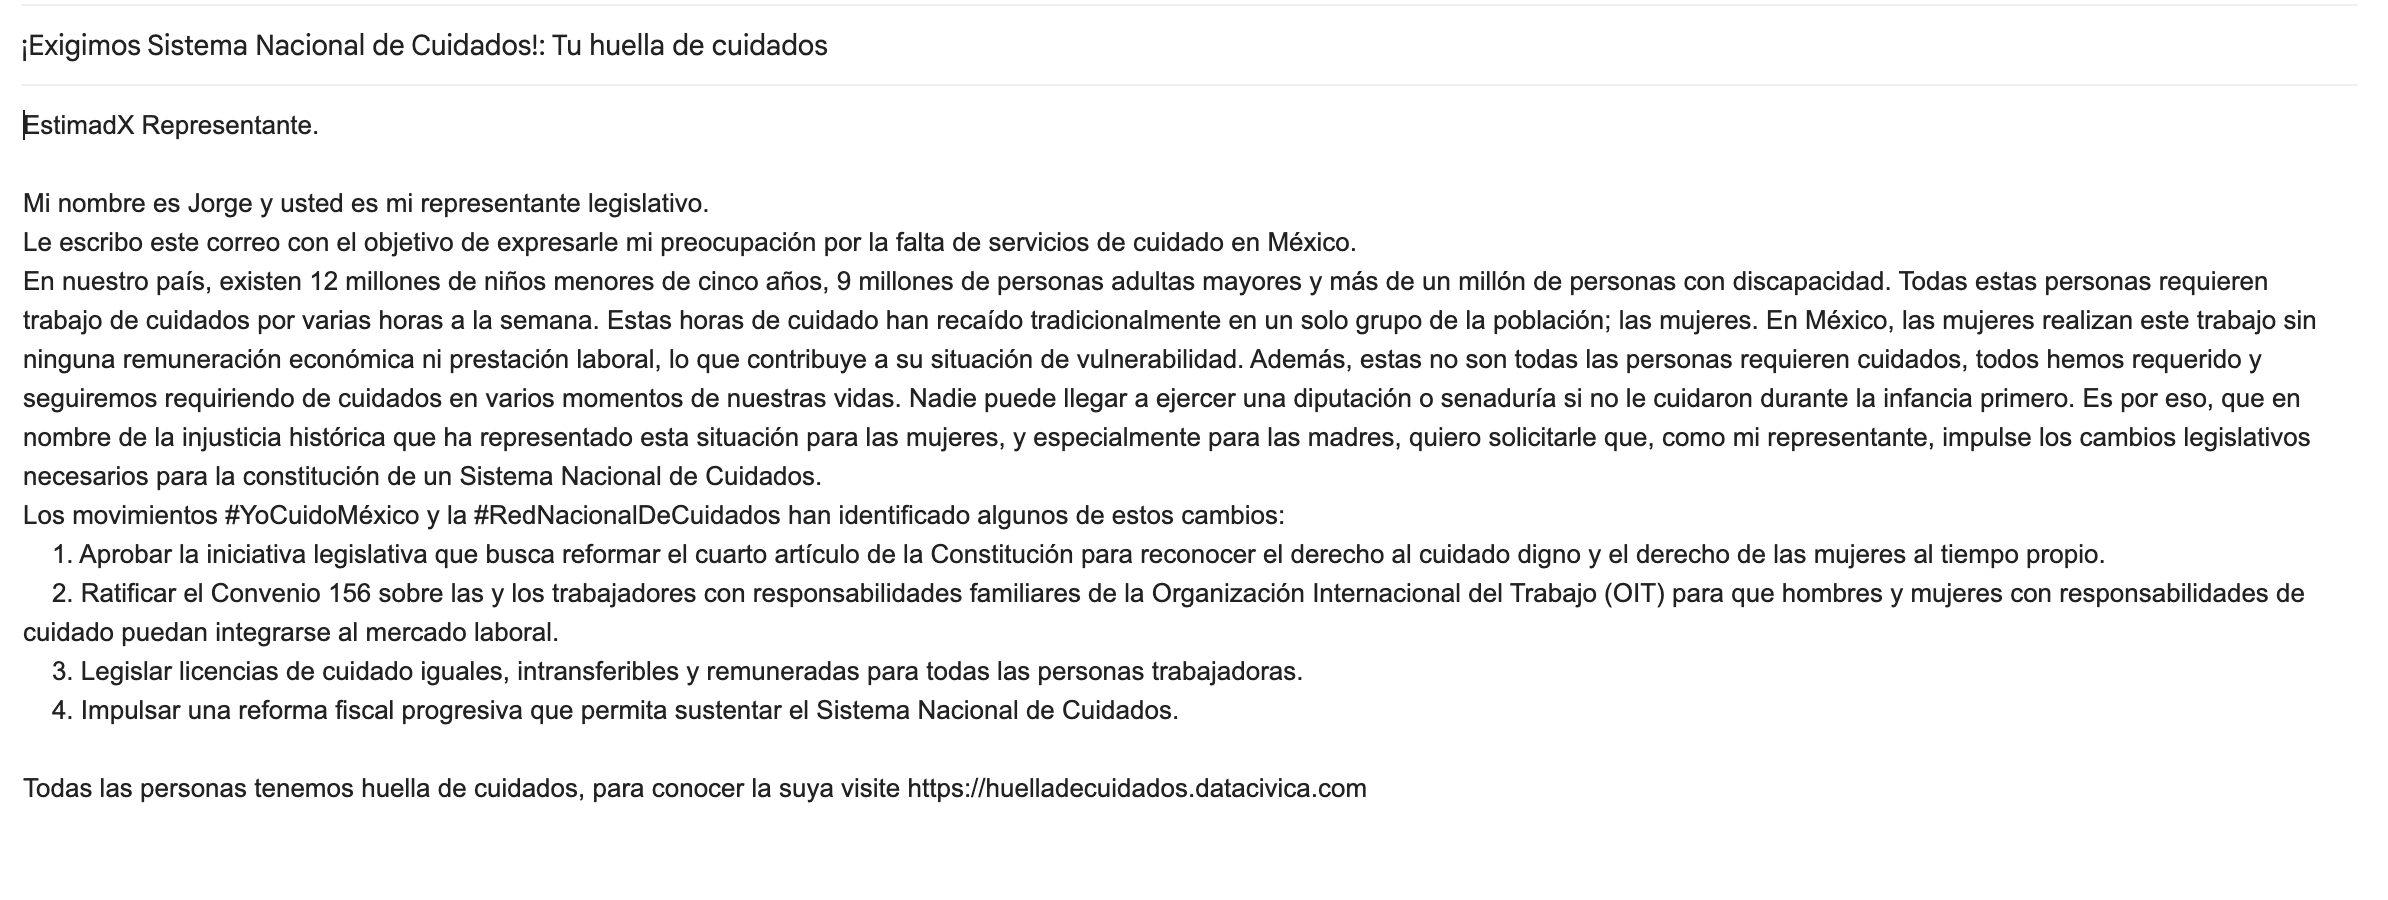 ¡Exigimos Sistema Nacional de Cuidados!: Tu huella de cuidados
EstimadX Representante.
Mi nombre es Jorge y usted es mi representante legislativo.
Le escribo este correo con el objetivo de expresarle mi preocupación por la falta de servicios de cuidado en México.
En nuestro país, existen 12 millones de niños menores de cinco años, 9 millones de personas adultas mayores y más de un millón de personas con discapacidad. Todas estas personas requieren
trabajo de cuidados por varias horas a la semana. Estas horas de cuidado han recaído tradicionalmente en un solo grupo de la población; las mujeres. En México, las mujeres realizan este trabajo sin
ninguna remuneración económica ni prestación laboral, lo que contribuye a su situación de vulnerabilidad. Además, estas no son todas las personas requieren cuidados, todos hemos requerido y
seguiremos requiriendo de cuidados en varios momentos de nuestras vidas. Nadie puede llegar a ejercer una diputación o senaduría si no le cuidaron durante la infancia primero. Es por eso, que en
nombre de la injusticia histórica que ha representado esta situación para las mujeres, y especialmente para las madres, quiero solicitarle que, como mi representante, impulse los cambios legislativos
necesarios para la constitución de un Sistema Nacional de Cuidados.
Los movimientos #YoCuidoMéxico y la #RedNacionalDeCuidados han identificado algunos de estos cambios:
1. Aprobar la iniciativa legislativa que busca reformar el cuarto artículo de la Constitución para reconocer el derecho al cuidado digno y el derecho de las mujeres al tiempo propio.
2. Ratificar el Convenio 156 sobre las y los trabajadores con responsabilidades familiares de la Organización Internacional del Trabajo (OIT) para que hombres y mujeres con responsabilidades de
cuidado puedan integrarse al mercado laboral.
3. Legislar licencias de cuidado iguales, intransferibles y remuneradas para todas las personas trabajadoras.
4. Impulsar una reforma fiscal progresiva que permita sustentar el Sistema Nacional de Cuidados.
Todas las personas tenemos huella de cuidados, para conocer la suya visite https://huelladecuidados.datacivica.com